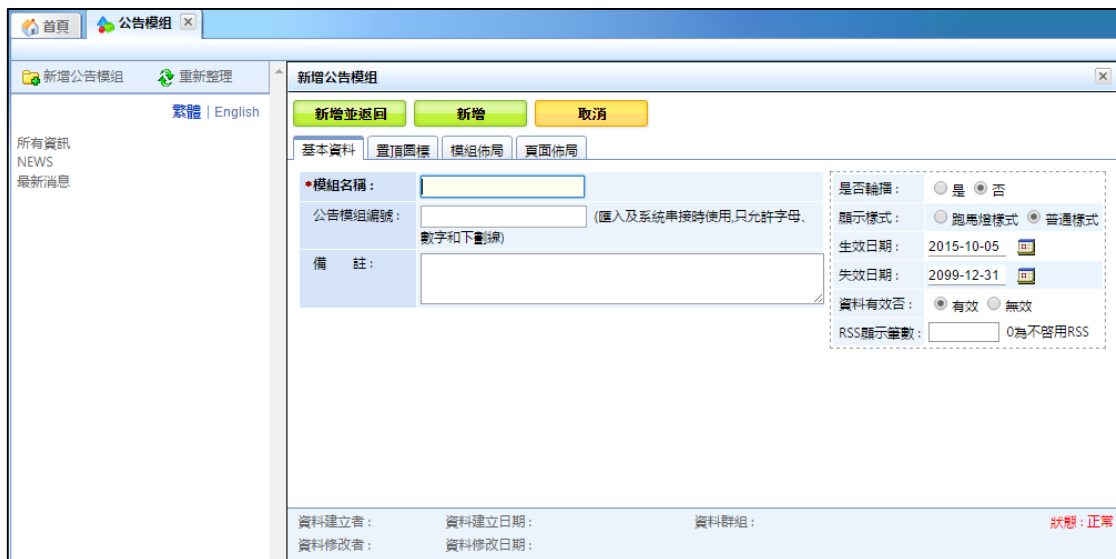 首頁 公告模組
新增公告模組 重新整理
繁體 | English
所有資訊
NEWS
最新消息
新增公告模組
新增並返回 新增 取消
基本資料 置頂圖標 模組佈局 頁面佈局
*模組名稱：
公告模組編號： (匯入及系統串接時使用,只允許字母、
數字和下劃線)
備 註：
是否輪播： 是 否
顯示樣式： 跑馬燈樣式 普通樣式
生效日期： 2015-10-05
失效日期： 2099-12-31
資料有效否： 有效 無效
RSS顯示筆數： 0為不啓用RSS
資料建立者： 資料建立日期： 資料群組： 狀態：正常
資料修改者： 資料修改日期：